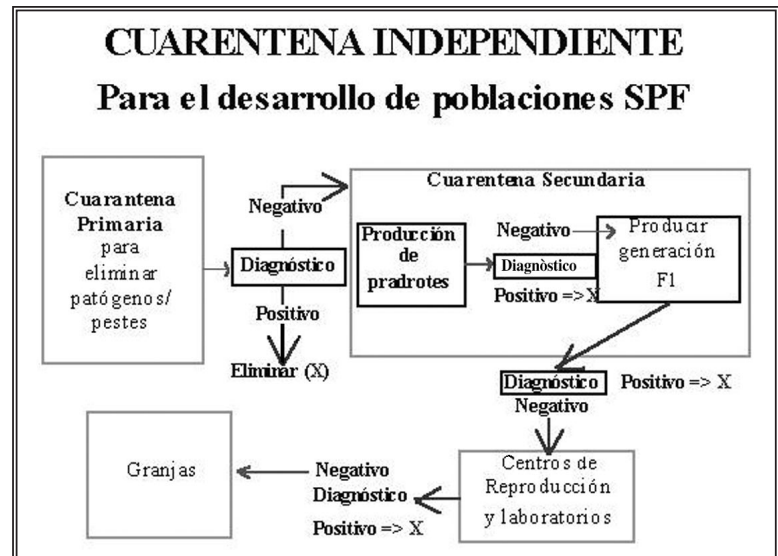 CUARENTENA INDEPENDIENTE
Para el desarrollo de poblaciones SPF
Cuarantena
Primaria
para
eliminar
patógenos/
pestes
Negativo
Diagnóstico
Positivo
Eliminar (X)
Cuarentena Secundaria
Producción
de
pradrotes
Negativo
Diagnòstico
Positivo => X
Producir
generación
F1
Diagnóstico
Positivo => X
Negativo
Centros de
Reproducción
y laboratorios
Negativo
Diagnóstico
Positivo => X
Granjas